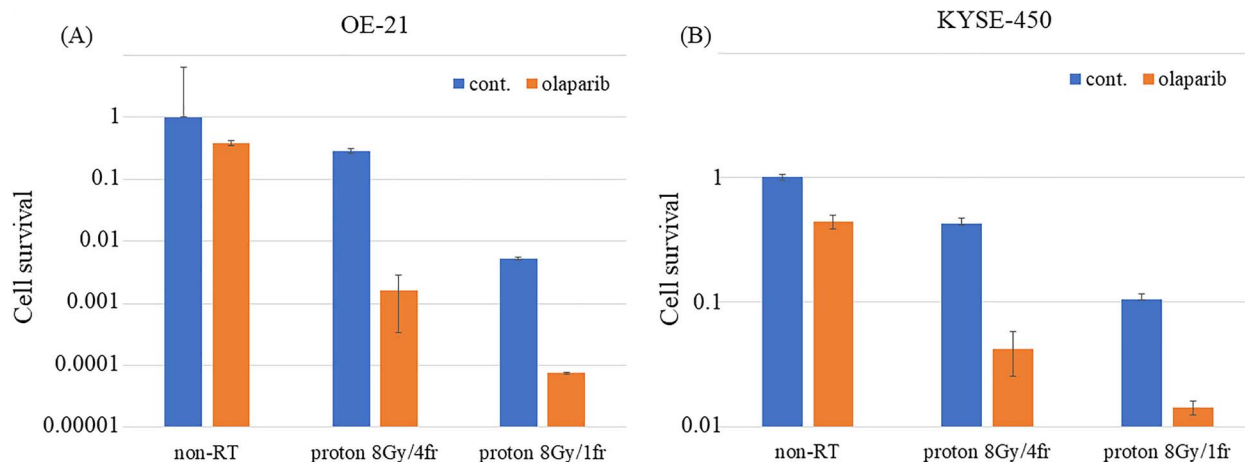 (A)
OE-21
cont. olaparib
Cell survival
1
0.1
0.01
0.001
0.0001
0.00001
non-RT proton 8Gy/4fr proton 8Gy/1fr
(B)
KYSE-450
cont. olaparib
Cell survival
1
0.1
0.01
non-RT proton 8Gy/4fr proton 8Gy/1fr